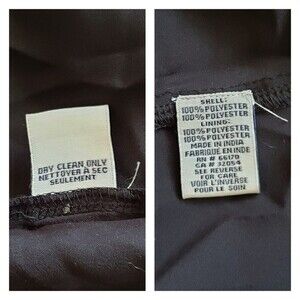 DRY CLEAN ONLY
NETTOYER À SEC
SEULEMENT
SHELL:
100% POLYESTER
100% POLYESTER
LINING:
100% POLYESTER
100% POLYESTER
MADE IN INDIA
FABRIQUE EN INDE
RN # 66170
CA # 32054
SEE REVERSE
FOR CARE
VOIR L'INVERSE
POUR LE SOIN